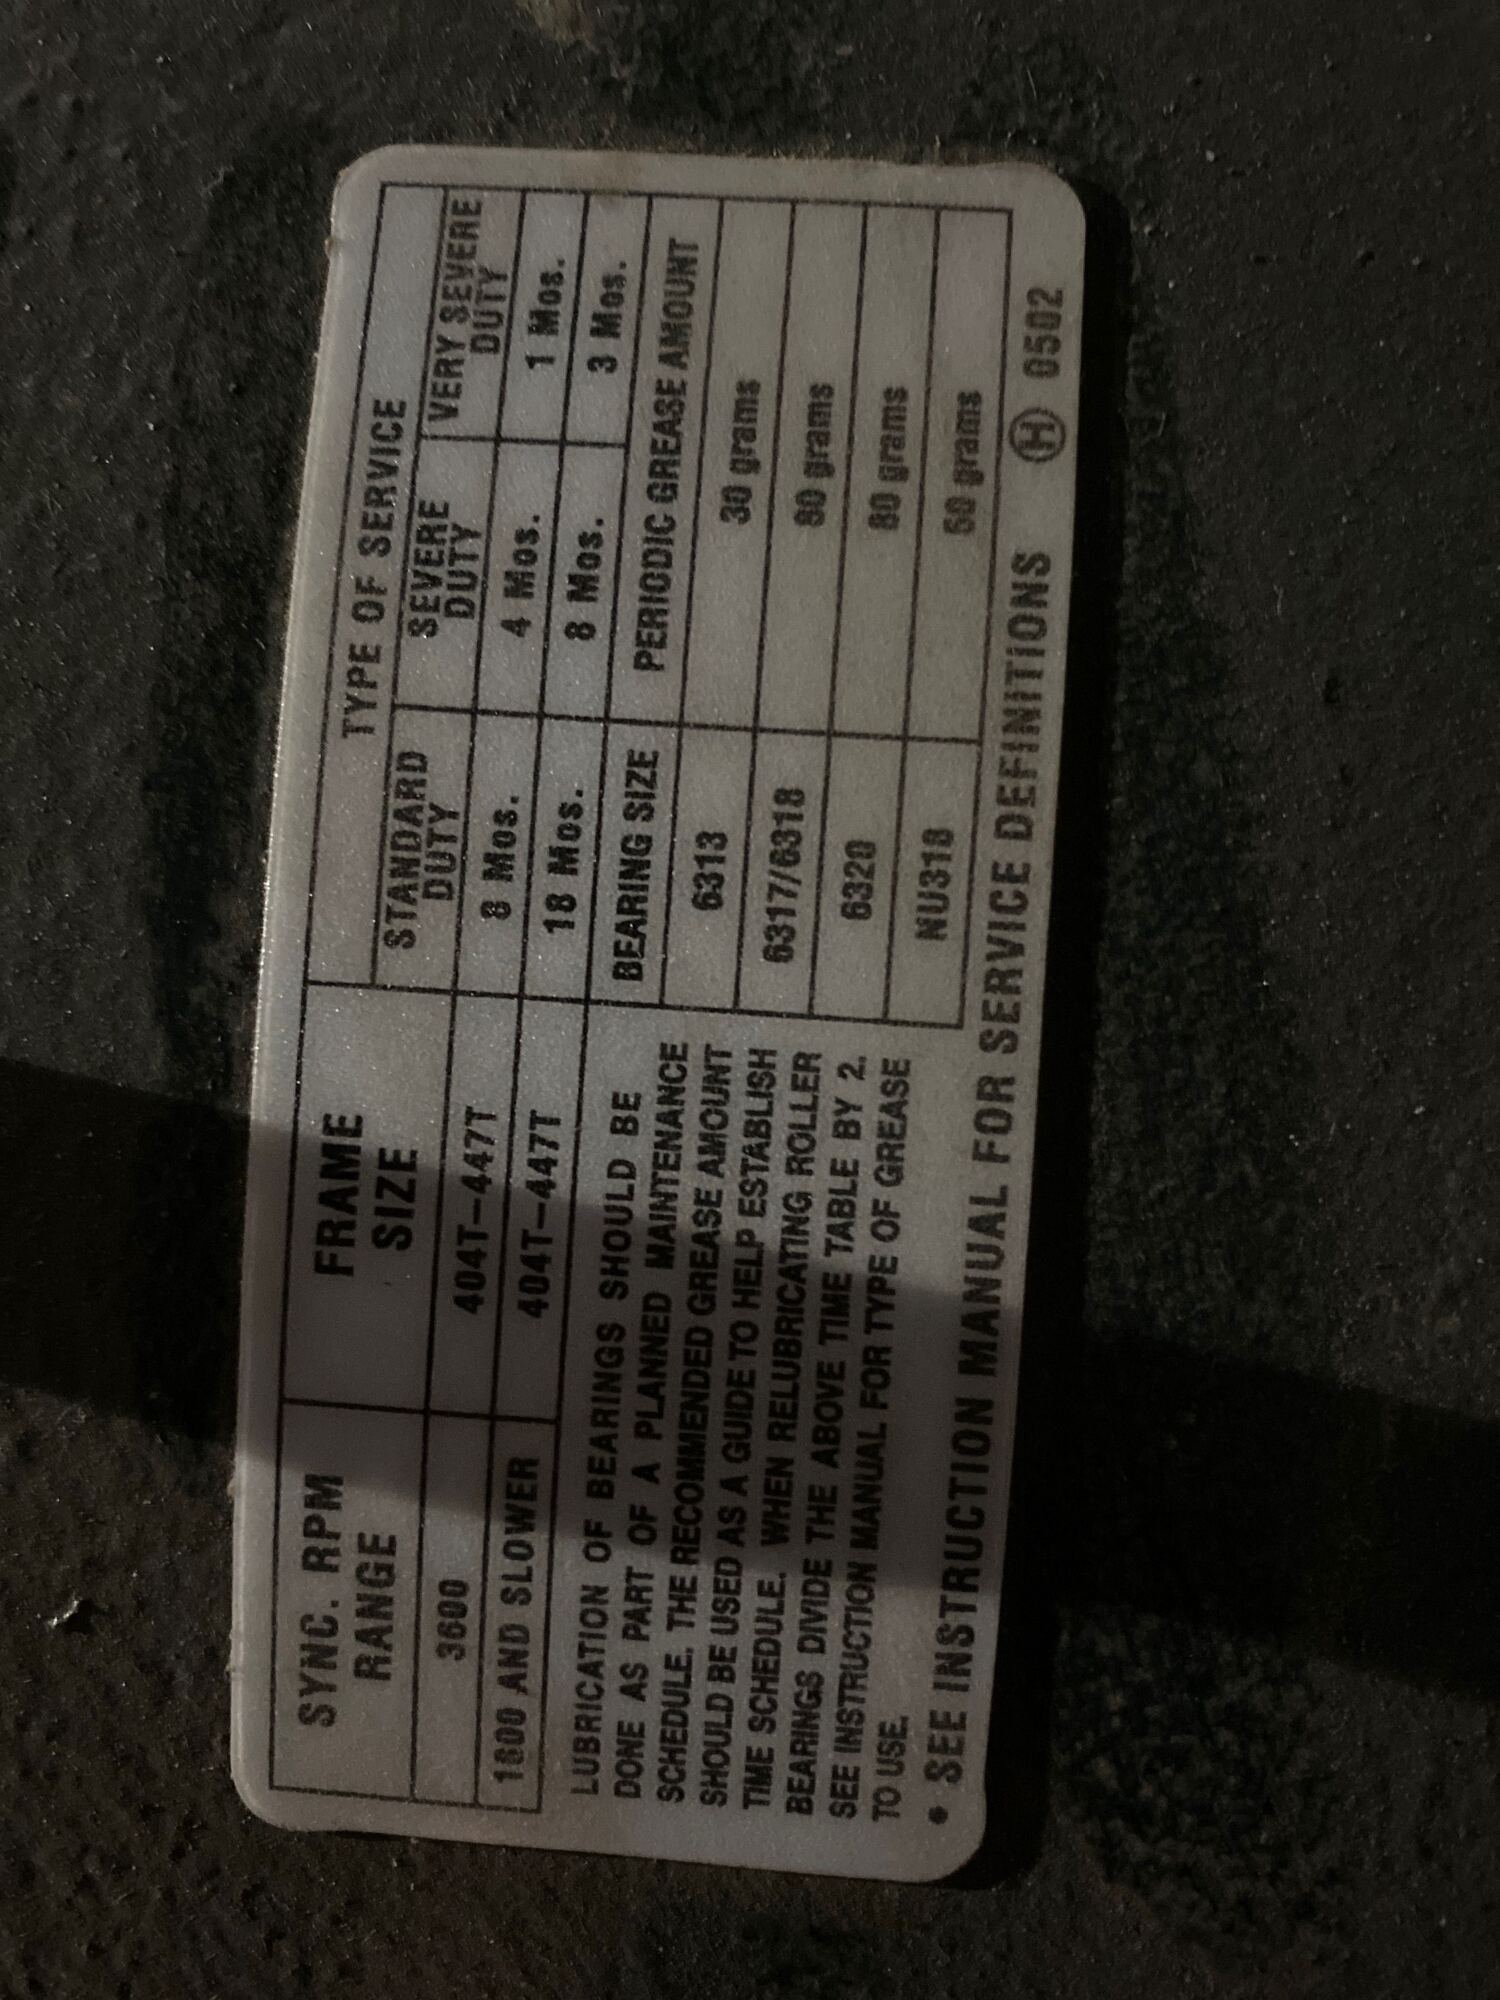 SYNC. RPM RANGE FRAME SIZE TYPE OF SERVICE
STANDARD DUTY SEVERE DUTY VERY SEVERE DUTY
3600 404T-447T 8 Mos. 4 Mos. 1 Mos.
1800 AND SLOWER 404T-447T 18 Mos. 8 Mos. 3 Mos.
LUBRICATION OF BEARINGS SHOULD BE
DONE AS PART OF A PLANNED MAINTENANCE
SCHEDULE. THE RECOMMENDED GREASE AMOUNT
SHOULD BE USED AS A GUIDE TO HELP ESTABLISH
TIME SCHEDULE. WHEN RELUBRICATING ROLLER
BEARINGS DIVIDE THE ABOVE TIME TABLE BY 2.
SEE INSTRUCTION MANUAL FOR TYPE OF GREASE
TO USE.
BEARING SIZE PERIODIC GREASE AMOUNT
6313 30 grams
6317/6318 grams
6320 80 grams
NU318 60 grams
• SEE INSTRUCTION MANUAL FOR SERVICE DEFINITIONS H 0502